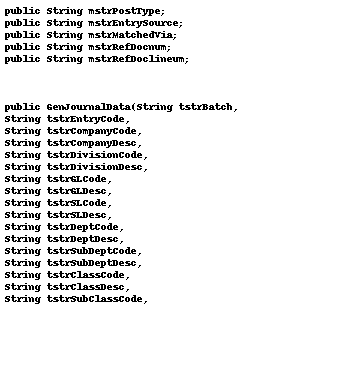 public String mstrPostType;
public String mstrEntrySource;
public String mstrMatchedVia;
public String mstrRefDocnum;
public String mstrRefDoclineum;
public GenJournalData(String tstrBatch,
String tstrEntryCode,
String tstrCompanyCode,
String tstrCompanyDesc,
String tstrDivisionCode,
String tstrDivisionDesc,
String tstrGLCode,
String tstrGLDesc,
String tstrSLCode,
String tstrSLDesc,
String tstrDeptCode,
String tstrDeptDesc,
String tstrSubDeptCode,
String tstrSubDeptDesc,
String tstrClassCode,
String tstrClassDesc,
String tstrSubClassCode,